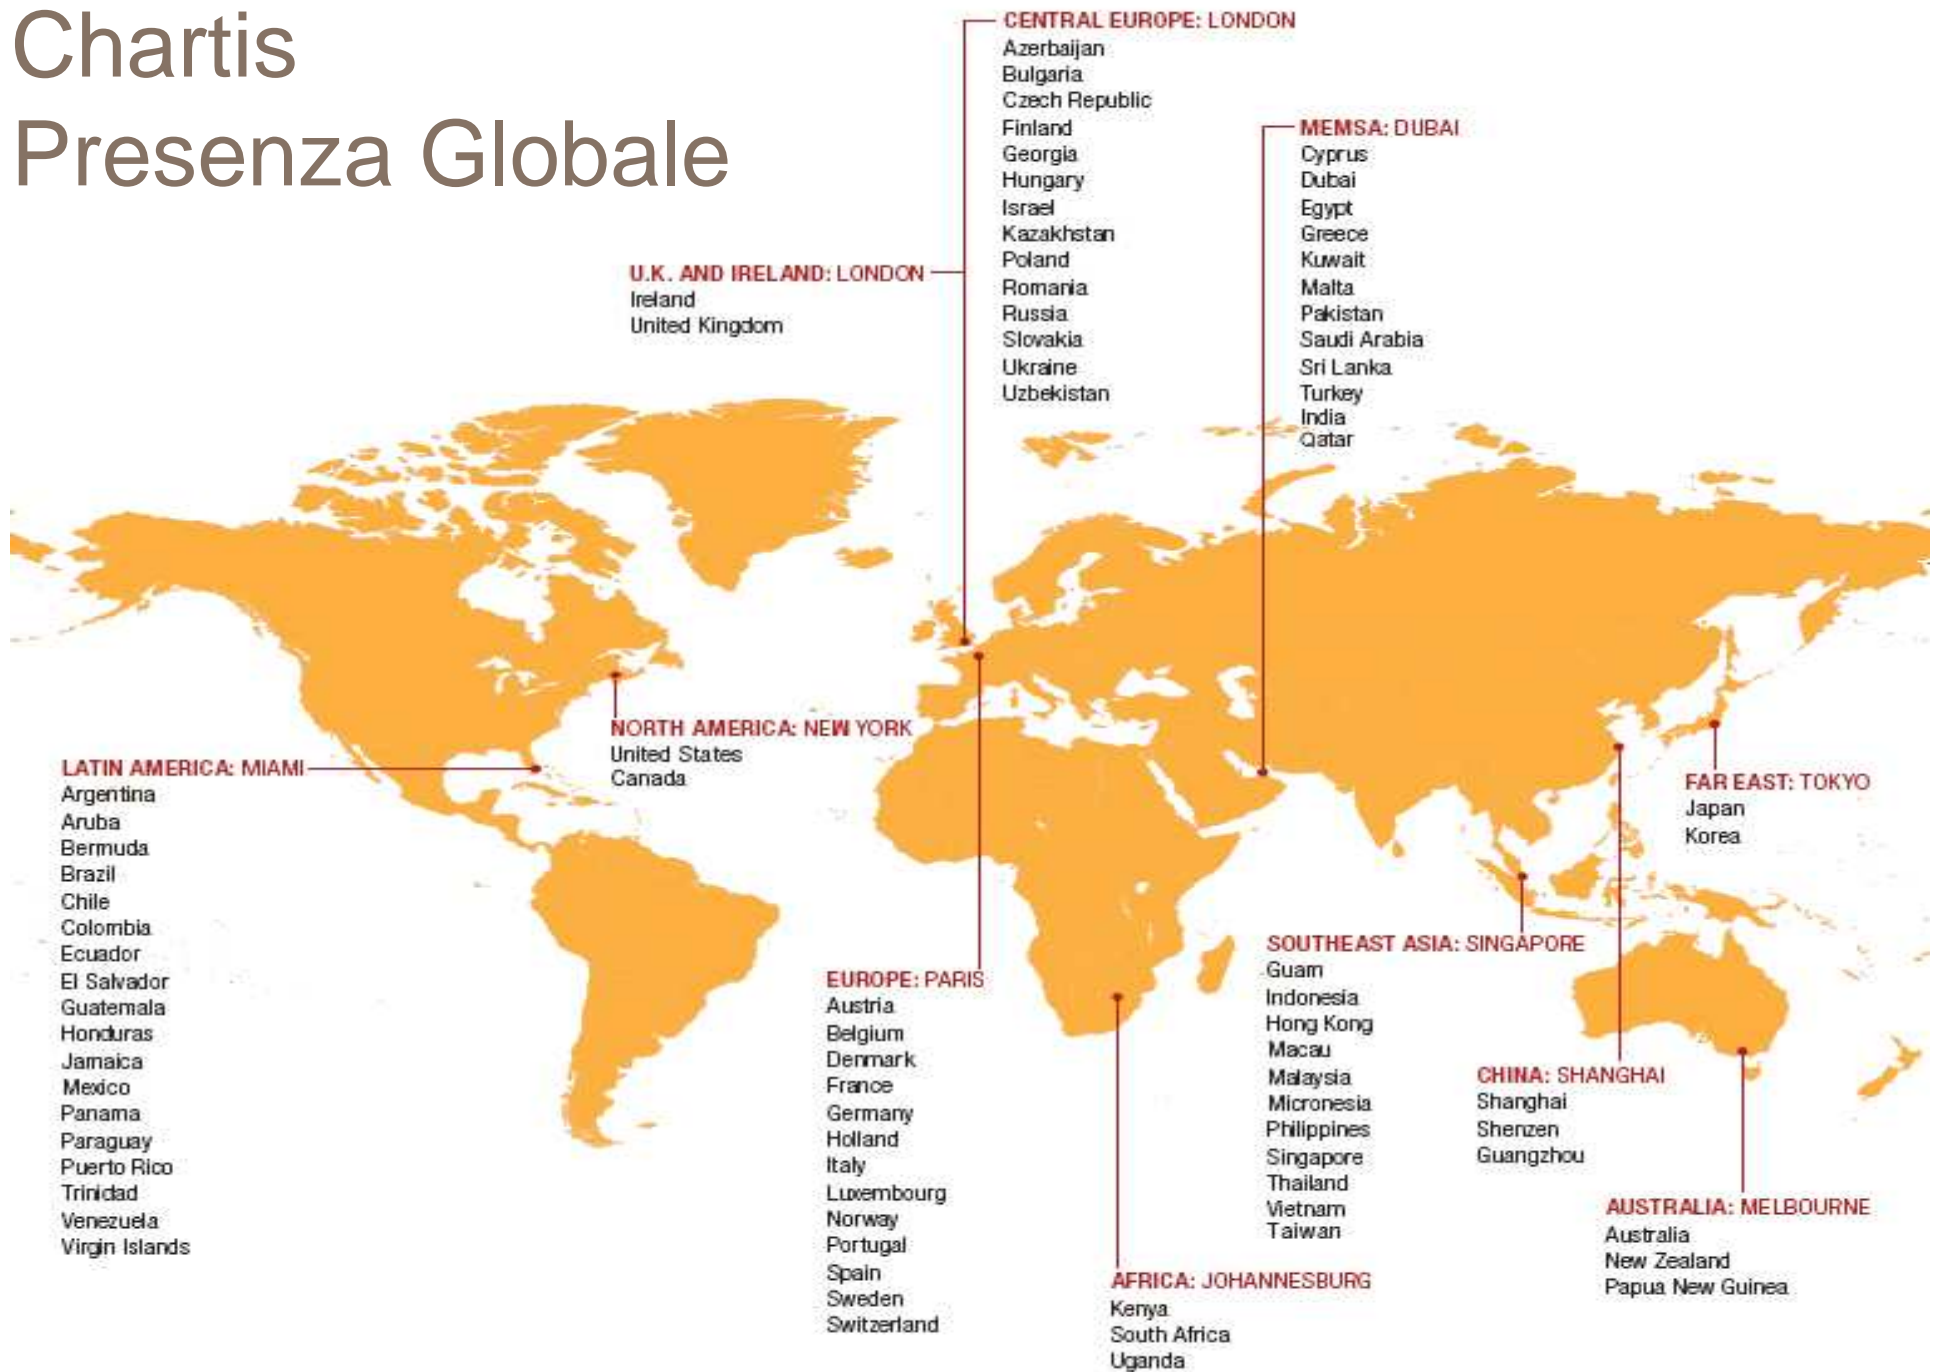 Chartis
Presenza Globale
CENTRAL EUROPE: LONDON
Azerbaijan
Bulgaria
Czech Republic
Finland
Georgia
Hungary
Israel
Kazakhstan
Poland
Romania
Russia
Slovakia
Ukraine
Uzbekistan
MEMSA: DUBAI
Cyprus
Dubai
Egypt
Greece
Kuwait
Malta
Pakistan
Saudi Arabia
Sri Lanka
Turkey
India
Qatar
U.K. AND IRELAND: LONDON
Ireland
United Kingdom
NORTH AMERICA: NEW YORK
United States
Canada
LATIN AMERICA: MIAMI
Argentina
Aruba
Bermuda
Brazil
Chile
Colombia
Ecuador
El Salvador
Guatemala
Honduras
Jamaica
Mexico
Panama
Paraguay
Puerto Rico
Trinidad
Venezuela
Virgin Islands
EUROPE: PARIS
Austria
Belgium
Denmark
France
Germany
Holland
Italy
Luxembourg
Norway
Portugal
Spain
Sweden
Switzerland
AFRICA: JOHANNESBURG
Kenya
South Africa
Uganda
SOUTHEAST ASIA: SINGAPORE
Guam
Indonesia
Hong Kong
Macau
Malaysia
Micronesia
Philippines
Singapore
Thailand
Vietnam
Taiwan
CHINA: SHANGHAI
Shanghai
Shenzen
Guangzhou
FAR EAST: TOKYO
Japan
Korea
AUSTRALIA: MELBOURNE
Australia
New Zealand
Papua New Guinea